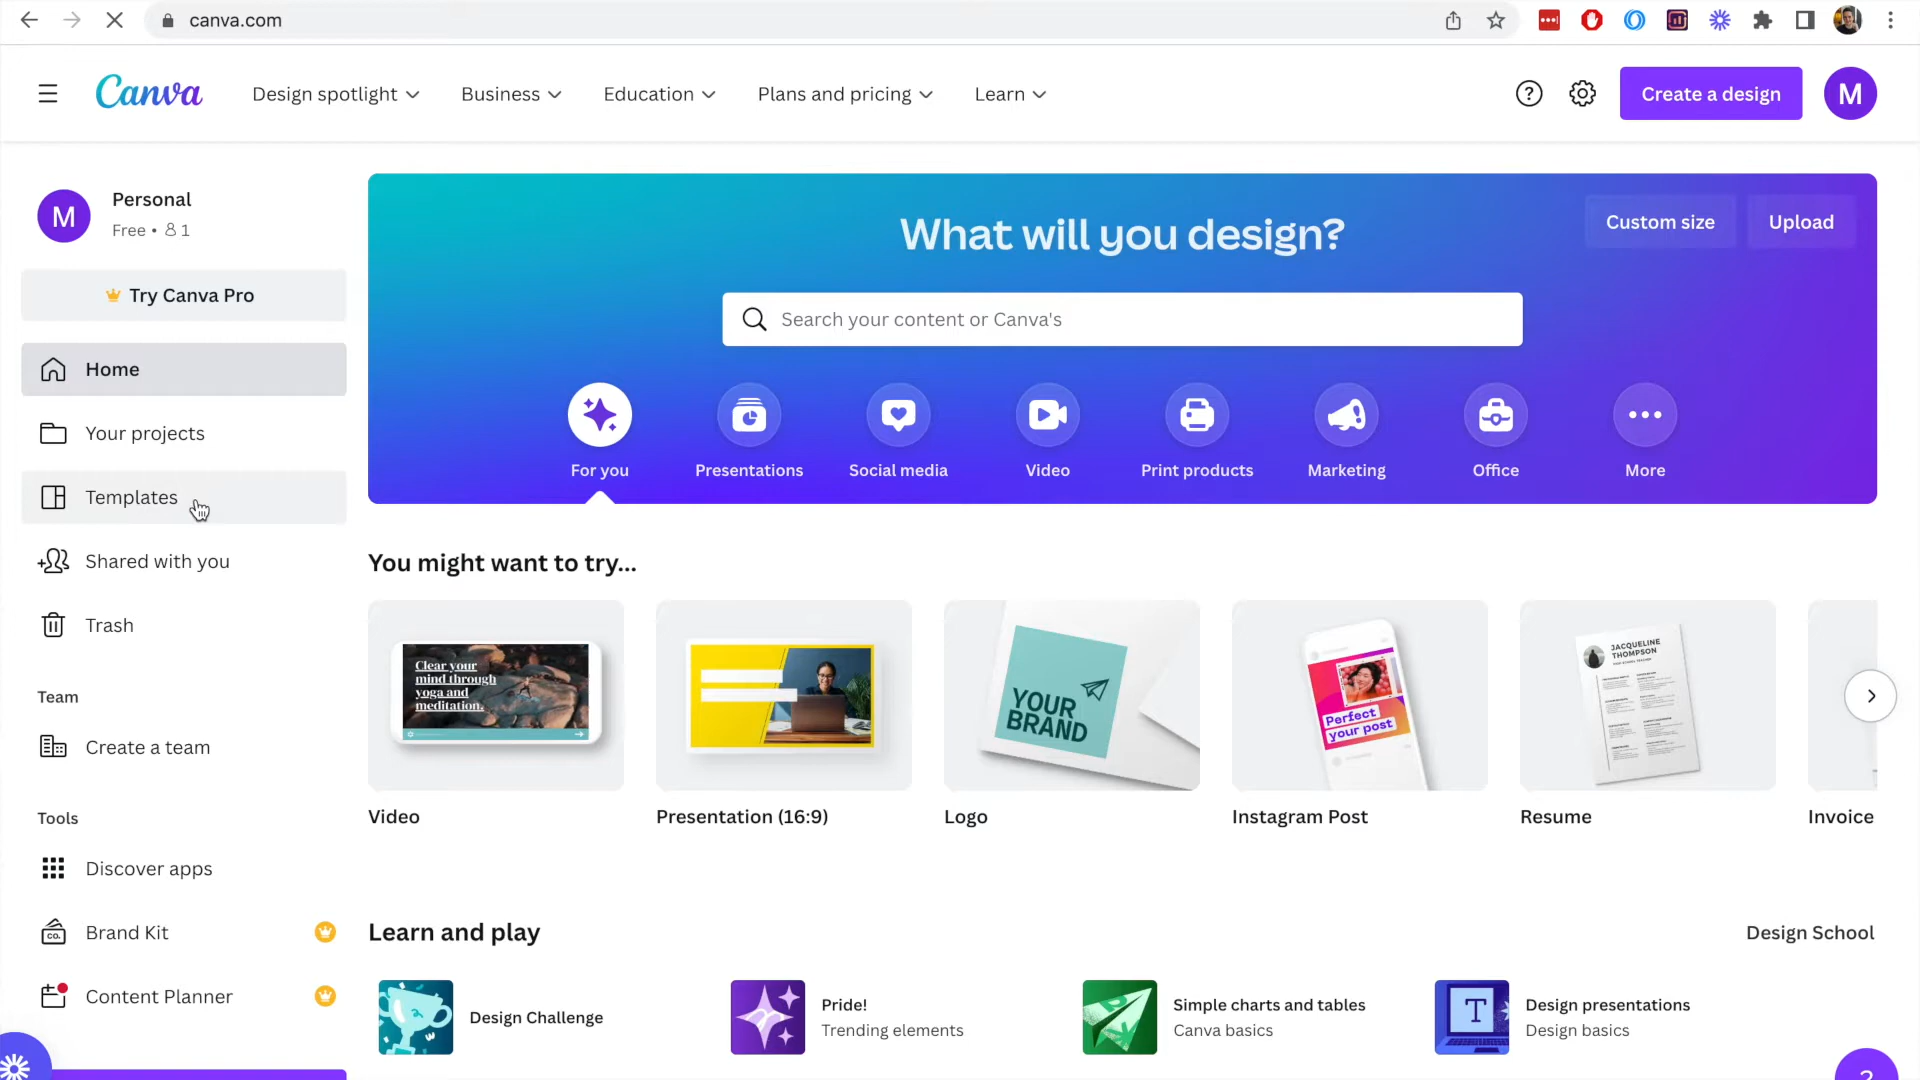 canva.com
Canva
Design spotlight
Business
Education
Plans and pricing
Learn
Create a design
M
M
Personal
Free • 1
Try Canva Pro
Home
Your projects
Templates
Shared with you
Trash
Team
Create a team
Tools
Discover apps
CO.
Brand Kit
Content Planner
What will you design?
Custom size
Upload
Search your content or Canva's
For you
Presentations
Social media
Video
Print products
Marketing
Office
More
You might want to try...
Clear your
mind through
yoga and
meditation.
YOUR
BRAND
Perfect
your post
JACQUELINE
THOMPSON
Video
Presentation (16:9)
Logo
Instagram Post
Resume
Invoice
Learn and play
Design School
Design Challenge
Pride!
Trending elements
Simple charts and tables
Canva basics
T
Design presentations
Design basics
?